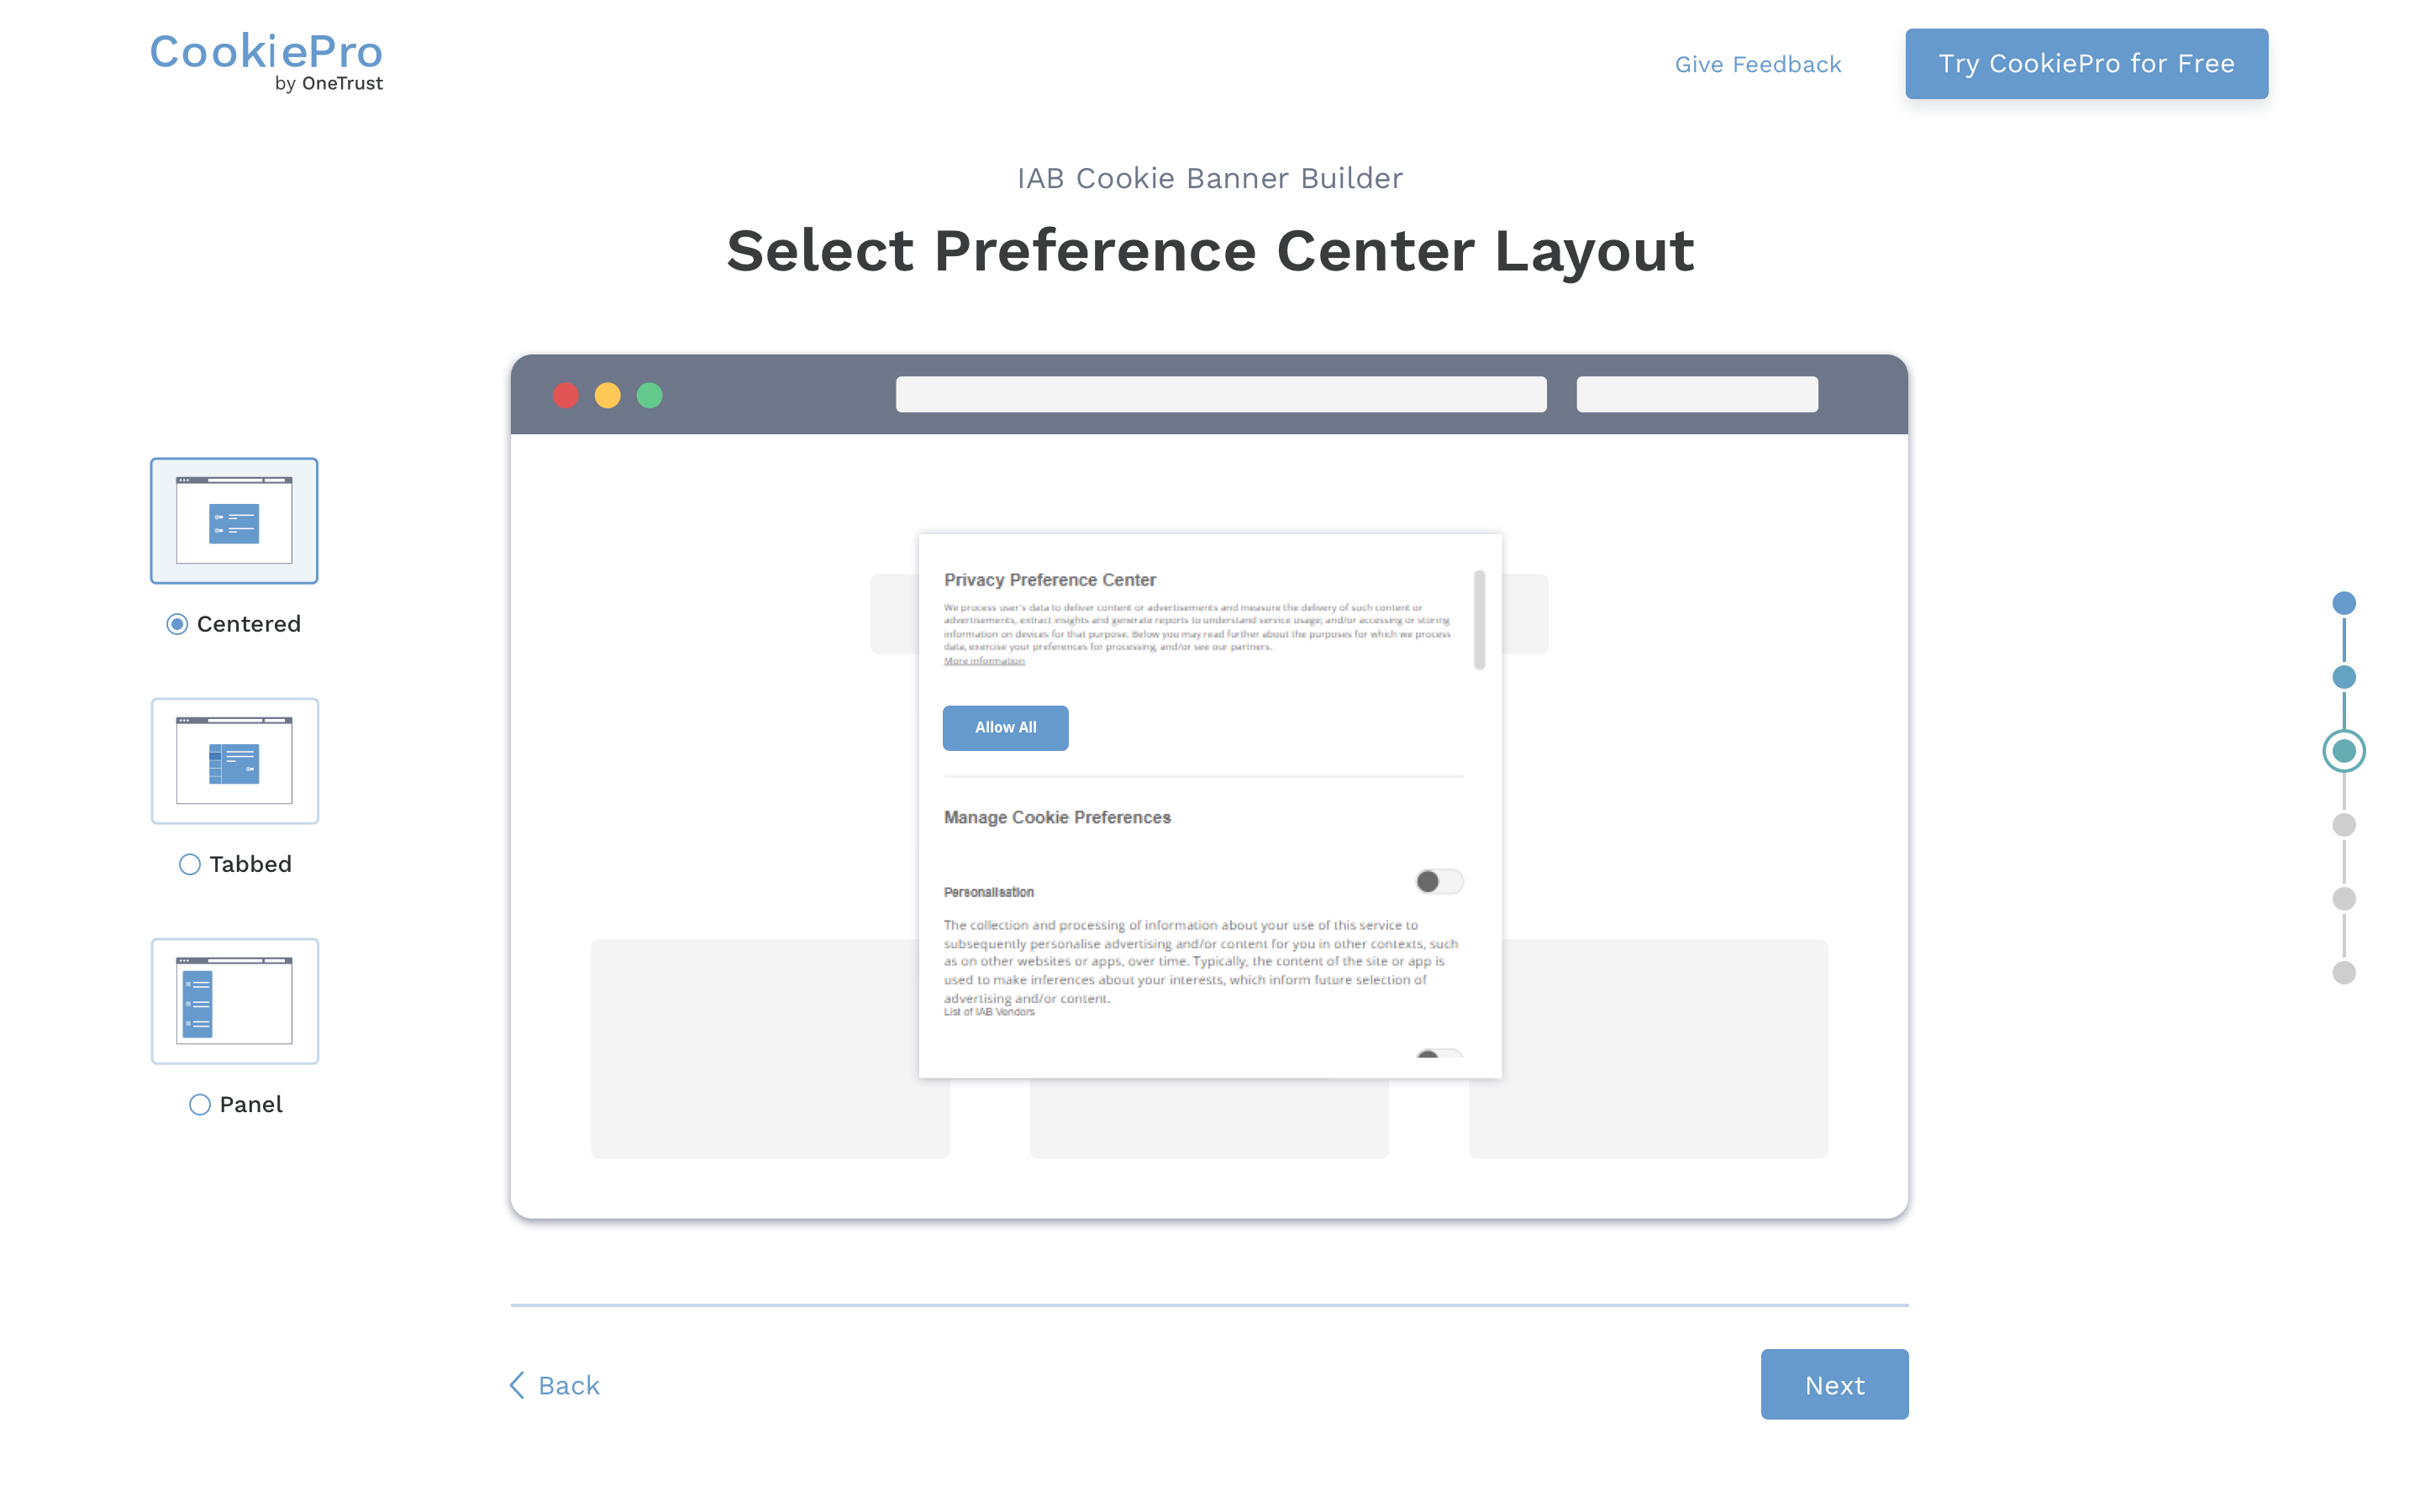 CookiePro
by OneTrust
Give Feedback
Try CookiePro for Free
IAB Cookie Banner Builder
Select Preference Center Layout
Centered
Tabbed
Panel
Privacy Preference Center
We process user's data to deliver content or advertisements and measure the delivery of such content or
advertisements, extract insights and generate reports to understand service usage; and/or accessing or storing
information on devices for that purpose. Below you may read further about the purposes for which we process
data, exercise your preferences for processing, and/or see our partners.
More information
Allow All
Manage Cookie Preferences
Personalisation
The collection and processing of information about your use of this service to
subsequently personalise advertising and/or content for you in other contexts, such
as on other websites or apps, over time. Typically, the content of the site or app is
used to make inferences about your interests, which inform future selection of
advertising and/or content.
List of IAB Vendors
Back
Next